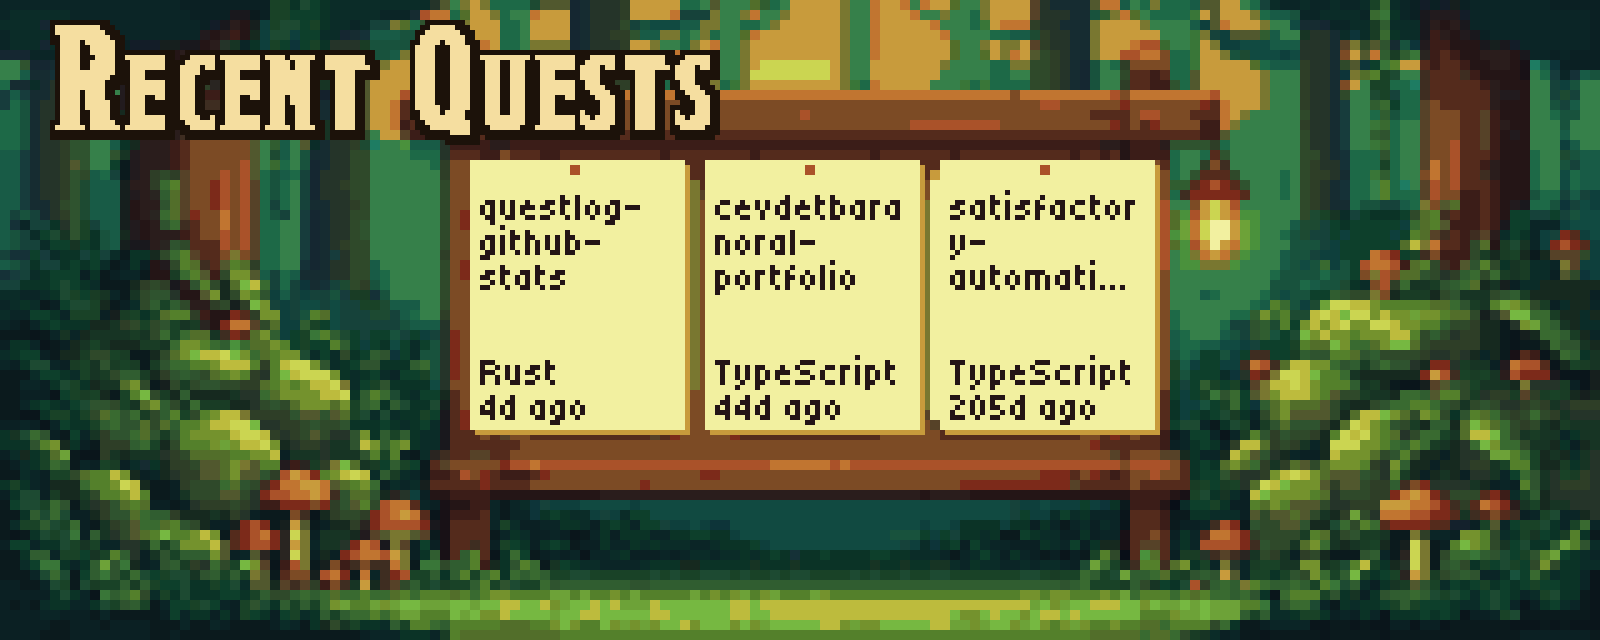 Recent Quests
questlog-
github-
stats
Rust
4d ago
cevdetbara
noral-
portfolio
TypeScript
44d ago
satisfactor
y-
automati...
TypeScript
205d ago